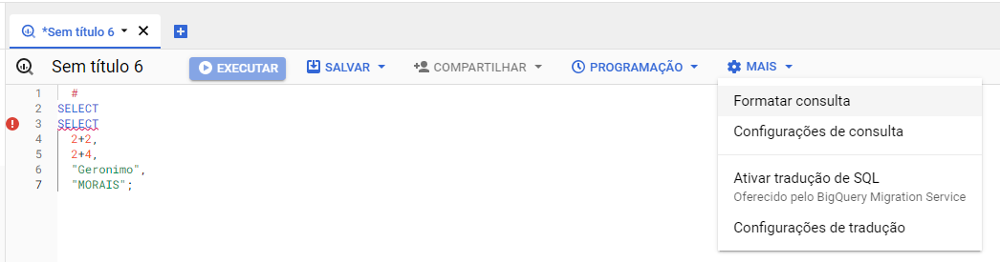 *Sem título 6
Sem título 6 EXECUTAR SALVAR COMPARTILHAR PROGRAMAÇÃO MAIS
1 #
2 SELECT
3 SELECT
4 2+2,
5 2+4,
6 "Geronimo",
7 "MORAIS";
Formatar consulta
Configurações de consulta
Ativar tradução de SQL
Oferecido pelo BigQuery Migration Service
Configurações de tradução